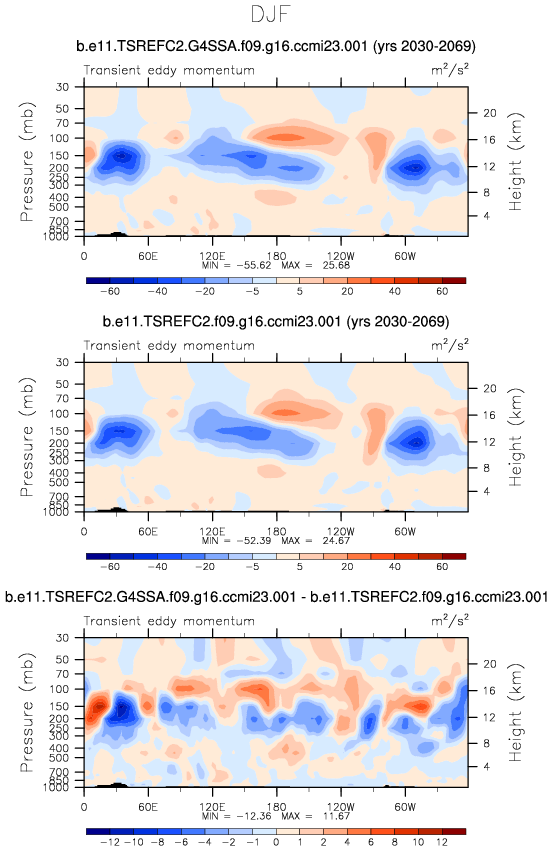 DJF
b.e11.TSREFC2.G4SSA.f09.g16.ccmi23.001 (yrs 2030-2069)
Transient eddy momentum m²/s²
Pressure (mb)
30
50
70
100
150
200
250
300
400
500
700
850
1000
20
16
12
8
4
Height (km)
0 60E 120E 180W 120W 60W
MIN = -55.62 MAX = 25.68
-60 -40 -20 -5 5 20 40 60
b.e11.TSREFC2.f09.g16.ccmi23.001 (yrs 2030-2069)
Transient eddy momentum m²/s²
Pressure (mb)
30
50
70
100
150
200
250
300
400
500
700
850
1000
20
16
12
8
4
Height (km)
0 60E 120E 180W 120W 60W
MIN = -52.39 MAX = 24.67
-60 -40 -20 -5 5 20 40 60
b.e11.TSREFC2.G4SSA.f09.g16.ccmi23.001 - b.e11.TSREFC2.f09.g16.ccmi23.001
Transient eddy momentum m²/s²
Pressure (mb)
30
50
70
100
150
200
250
300
400
500
700
850
1000
20
16
12
8
4
Height (km)
0 60E 120E 180W 120W 60W
MIN = -12.36 MAX = 11.67
-12 -10 -8 -6 -4 -2 -1 0 1 2 4 6 8 10 12